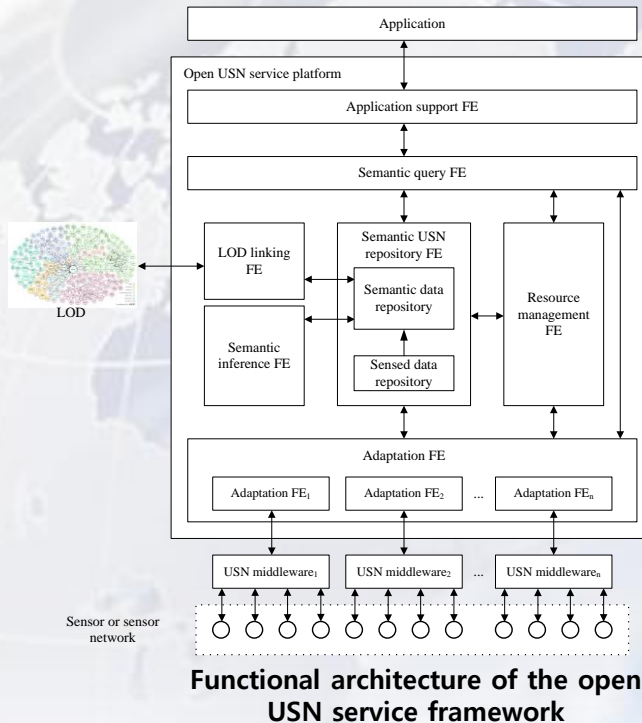 Application
Open USN service platform
Application support FE
Semantic query FE
LOD linking
FE
Semantic USN
repository FE
Semantic data
repository
Resource
management
FE
LOD
Semantic
inference FE
Sensed data
repository
Adaptation FE
Adaptation FE1
Adaptation FE2
...
Adaptation FEn
USN middleware1
USN middleware2
...
USN middlewaren
Sensor or sensor
network
Functional architecture of the open
USN service framework